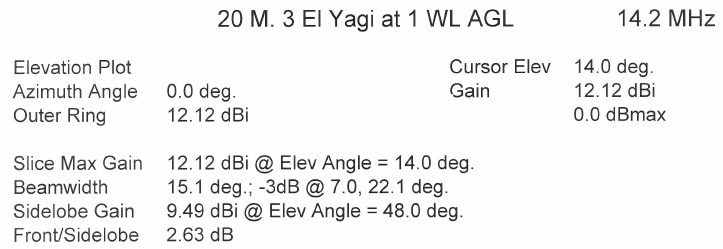 20 M. 3 El Yagi at 1 WL AGL 14.2 MHz
Elevation Plot Cursor Elev 14.0 deg.
Azimuth Angle 0.0 deg. Gain 12.12 dBi
Outer Ring 12.12 dBi 0.0 dBmax
Slice Max Gain 12.12 dBi @ Elev Angle = 14.0 deg.
Beamwidth 15.1 deg.; -3dB @ 7.0, 22.1 deg.
Sidelobe Gain 9.49 dBi @ Elev Angle = 48.0 deg.
Front/Sidelobe 2.63 dB